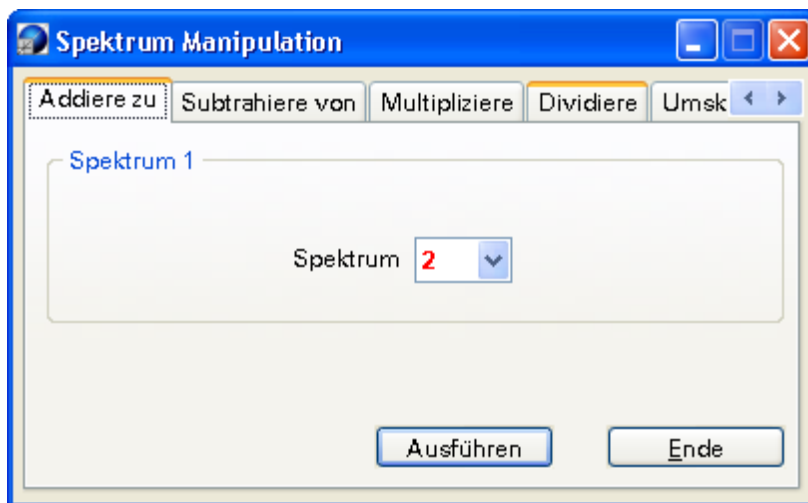 Spektrum Manipulation
Addiere zu Subtrahiere von Multipliziere Dividiere Umsk
Spektrum 1
Spektrum 2
Ausführen Ende